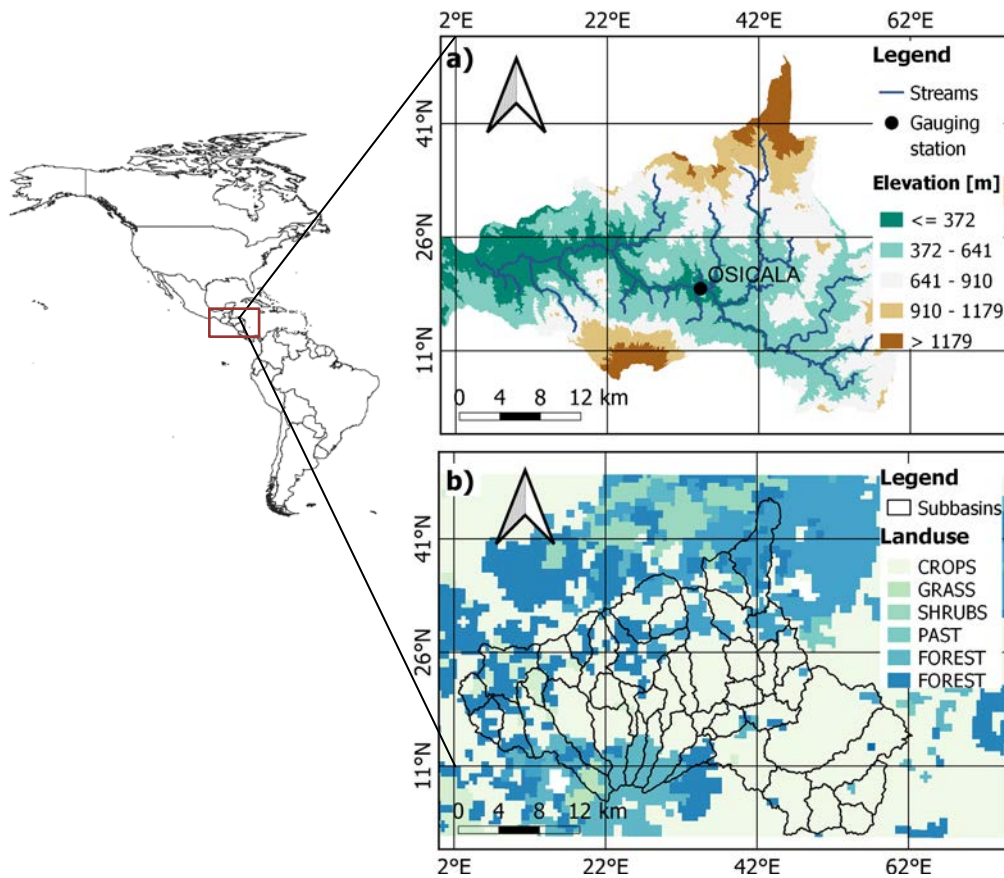 2°E 22°E 42°E 62°E
a)
Legend
Streams
Gauging
station
Elevation [m]
<= 372
372 - 641
641 - 910
910 - 1179
> 1179
OSICALA
41°N
26°N
11°N
0 4 8 12 km
b)
Legend
Subbasins
Landuse
CROPS
GRASS
SHRUBS
PAST
FOREST
FOREST
41°N
26°N
11°N
0 4 8 12 km
2°E 22°E 42°E 62°E